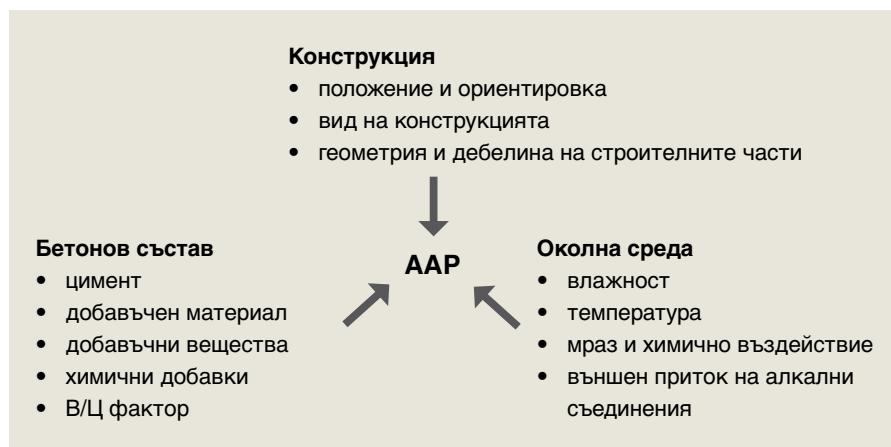 Конструкция
• положение и ориентировка
• вид на конструкцията
• геометрия и дебелина на строителните части
ААР
Бетонов състав
• цимент
• добавъчен материал
• добавъчни вещества
• химични добавки
• В/Ц фактор
Околна среда
• влажност
• температура
• мраз и химично въздействие
• външен приток на алкални
съединения